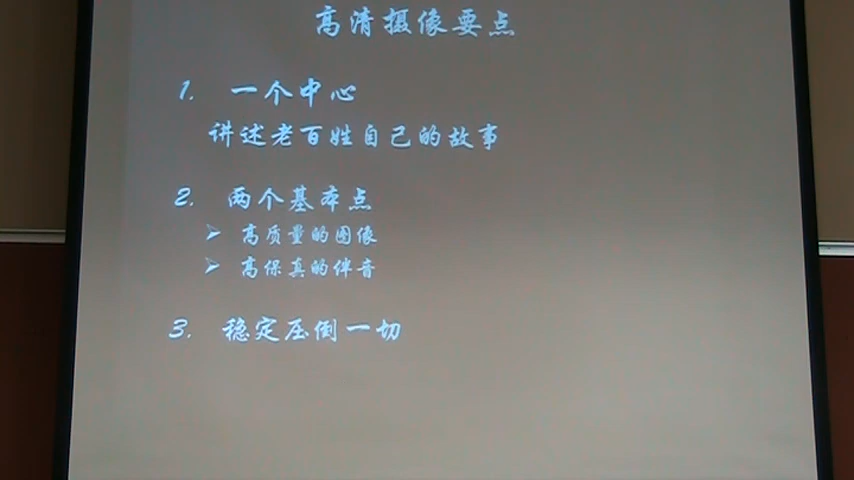 高清摄像要点
1. 一个中心
讲述老百姓自己的故事
2. 两个基本点
➢ 高质量的图像
➢ 高保真的伴音
3. 稳定压倒一切